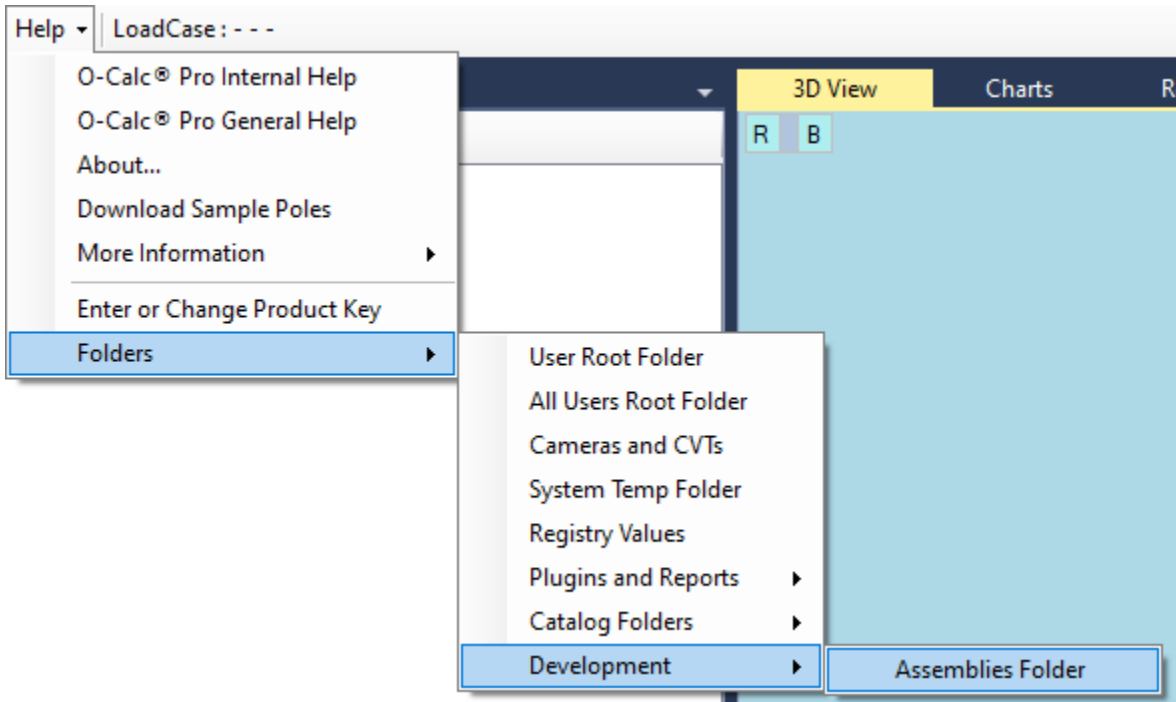 Help LoadCase : - - -
O-Calc® Pro Internal Help
O-Calc® Pro General Help
About...
Download Sample Poles
More Information
Enter or Change Product Key
Folders
3D View Charts R
R B
User Root Folder
All Users Root Folder
Cameras and CVTs
System Temp Folder
Registry Values
Plugins and Reports
Catalog Folders
Development
Assemblies Folder